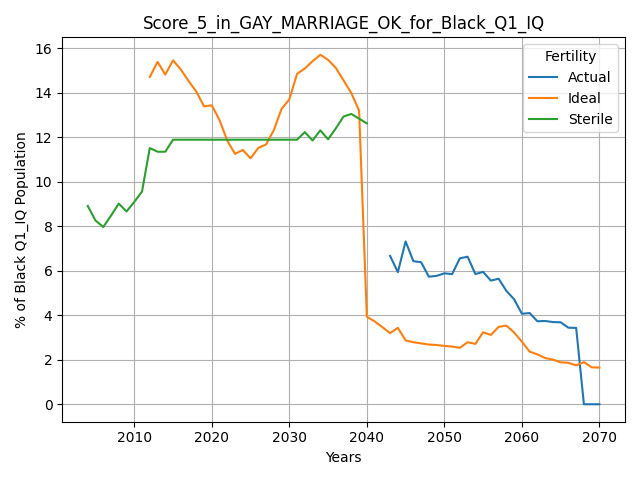 Score_5_in_GAY_MARRIAGE_OK_for_Black_Q1_IQ
% of Black Q1_IQ Population
16
14
12
10
8
6
4
2
0
Fertility
Actual
Ideal
Sterile
2010 2020 2030 2040 2050 2060 2070
Years